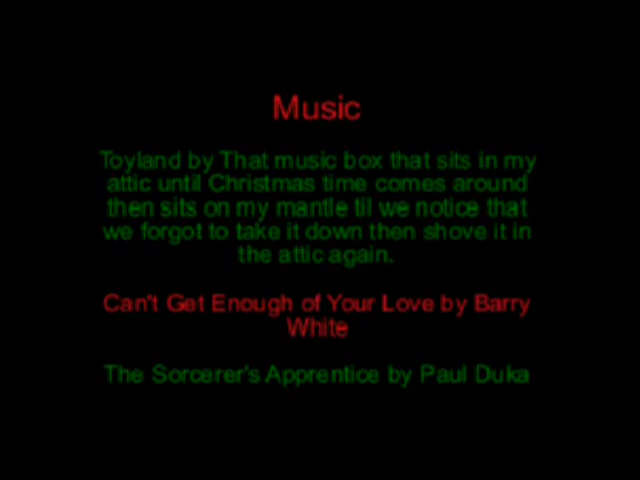 Music
Toyland by That music box that sits in my
attic until Christmas time comes around
then sits on my mantle til we notice that
we forgot to take it down then shove it in
the attic again.
Can't Get Enough of Your Love by Barry
White
The Sorcerer's Apprentice by Paul Duka